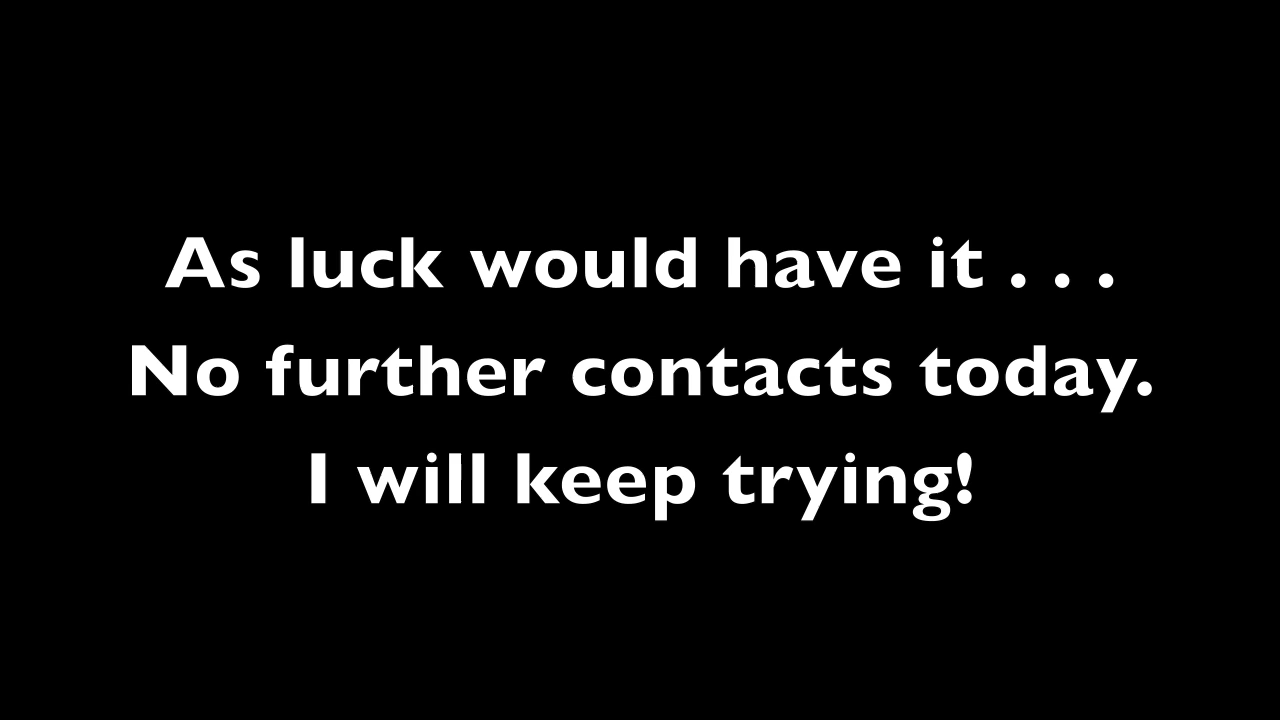 As luck would have it . . .
No further contacts today.
I will keep trying!